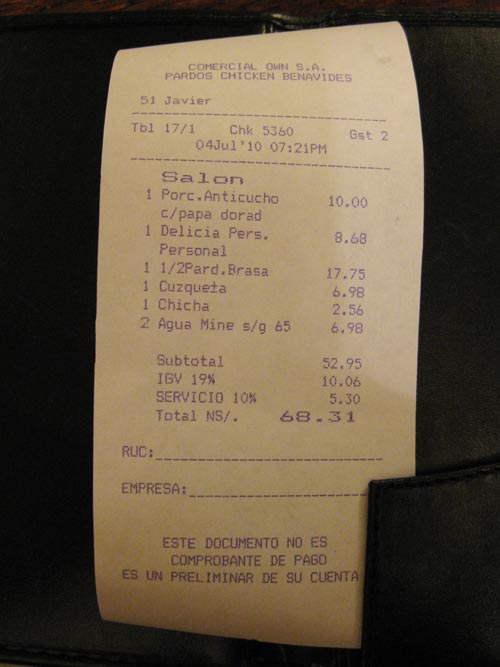 COMERCIAL OWN S.A.
PARDOS CHICKEN BENAVIDES
51 Javier
Tbl 17/1 Chk 5360 Gst 2
04Jul'10 07:21PM
Salon
1 Porc.Anticucho 10.00
c/papa dorad
1 Delicia Pers. 8.68
Personal
1 1/2Pard.Brasa 17.75
1 Cuzqueta 6.98
1 Chicha 2.56
2 Agua Mine s/g 65 6.98
Subtotal 52.95
IGV 19% 10.06
SERVICIO 10% 5.30
Total NS/. 68.31
RUC:
EMPRESA:
ESTE DOCUMENTO NO ES
COMPROBANTE DE PAGO
ES UN PRELIMINAR DE SU CUENTA